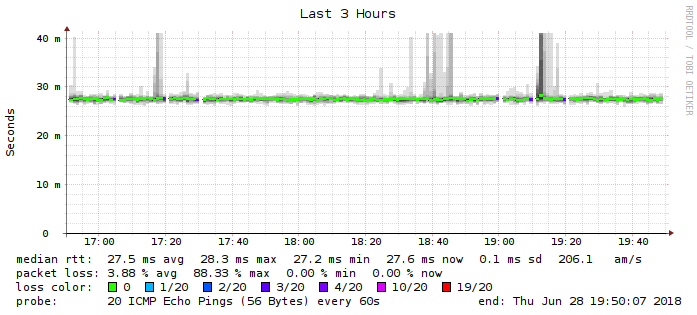 Last 3 Hours
RRDTOOL / TOBI OETIKER
Seconds
40 m
30 m
20 m
10 m
0
17:00 17:20 17:40 18:00 18:20 18:40 19:00 19:20 19:40
median rtt: 27.5 ms avg 28.3 ms max 27.2 ms min 27.6 ms now 0.1 ms sd 206.1 am/s
packet loss: 3.88 % avg 88.33 % max 0.00 % min 0.00 % now
loss color: 0 1/20 2/20 3/20 4/20 10/20 19/20
probe: 20 ICMP Echo Pings (56 Bytes) every 60s end: Thu Jun 28 19:50:07 2018